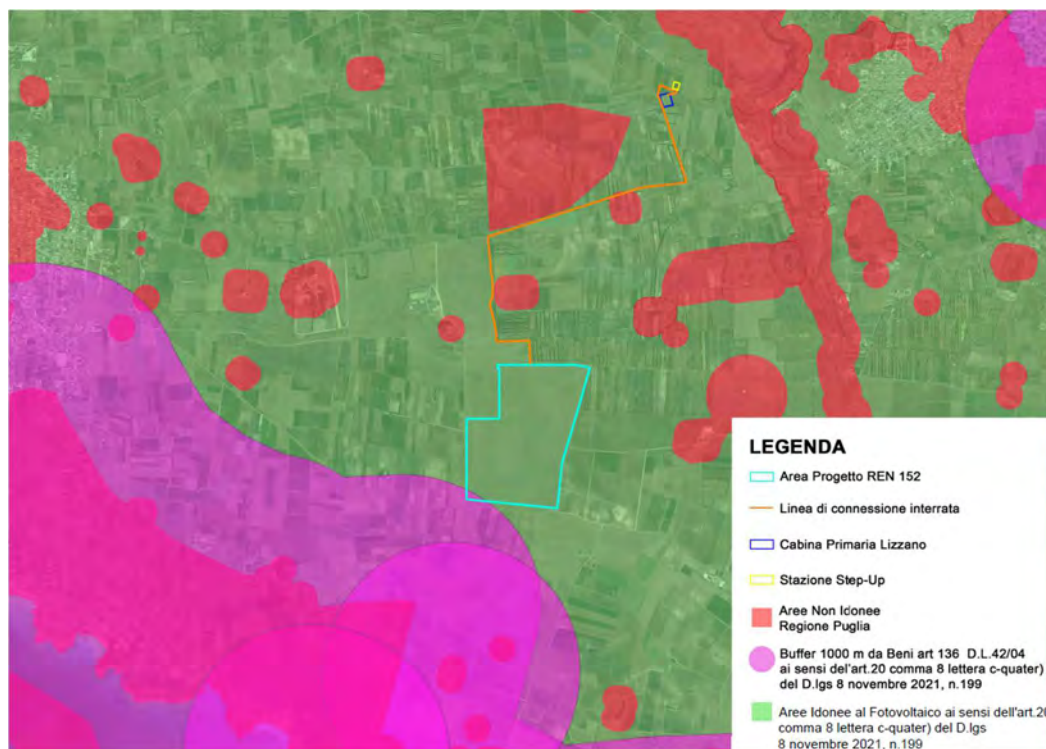 LEGENDA
Area Progetto REN 152
Linea di connessione interrata
Cabina Primaria Lizzano
Stazione Step-Up
Aree Non Idonee
Regione Puglia
Buffer 1000 m da Beni art 136 D.L.42/04
ai sensi del'art.20 comma 8 lettera c-quater)
del D.lgs 8 novembre 2021, n.199
Aree Idonee al Fotovoltaico ai sensi dell'art.20
comma 8 lettera c-quater) del D.lgs
8 novembre 2021, n.199